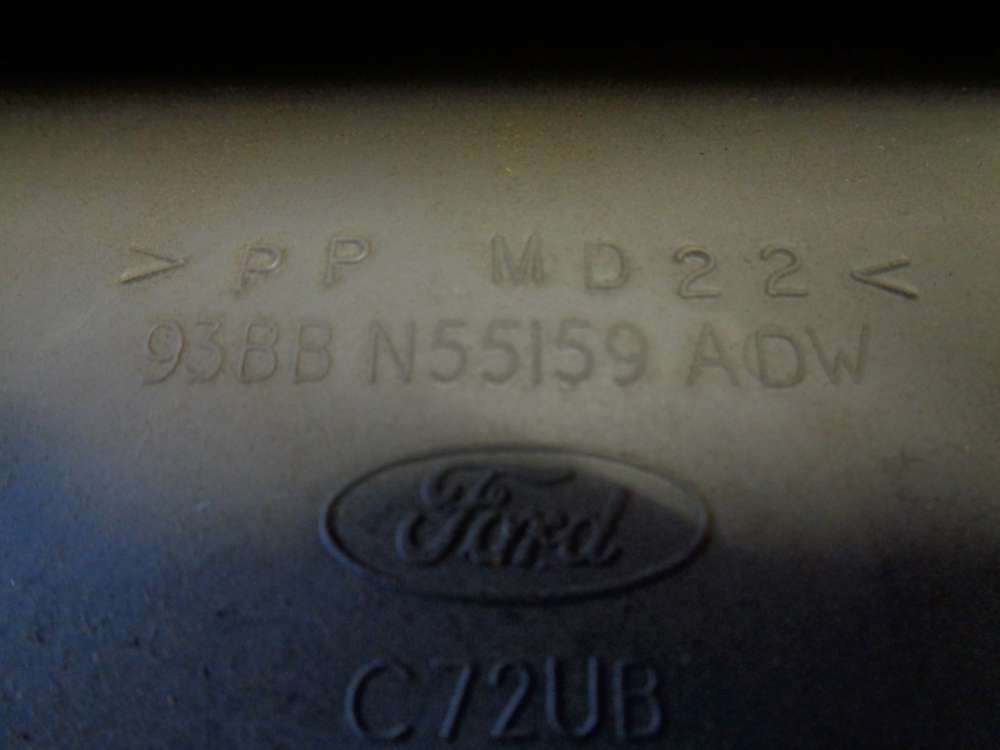 > PP MD22 <
93BB N55159 ADW
Ford
C72UB